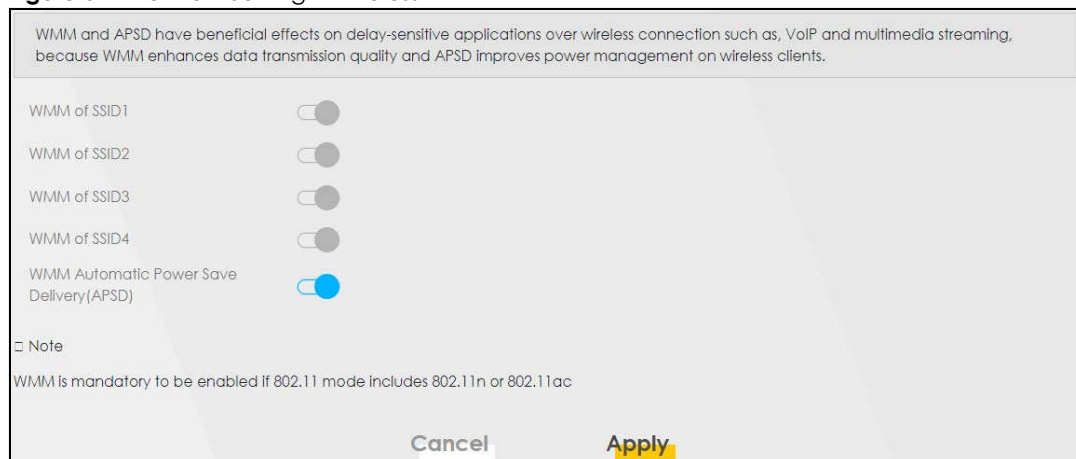 WMM and APSD have beneficial effects on delay-sensitive applications over wireless connection such as, VoIP and multimedia streaming,
because WMM enhances data transmission quality and APSD improves power management on wireless clients.
WMM of SSID1
WMM of SSID2
WMM of SSID3
WMM of SSID4
WMM Automatic Power Save
Delivery(APSD)
Note
WMM is mandatory to be enabled if 802.11 mode includes 802.11n or 802.11ac
Cancel Apply